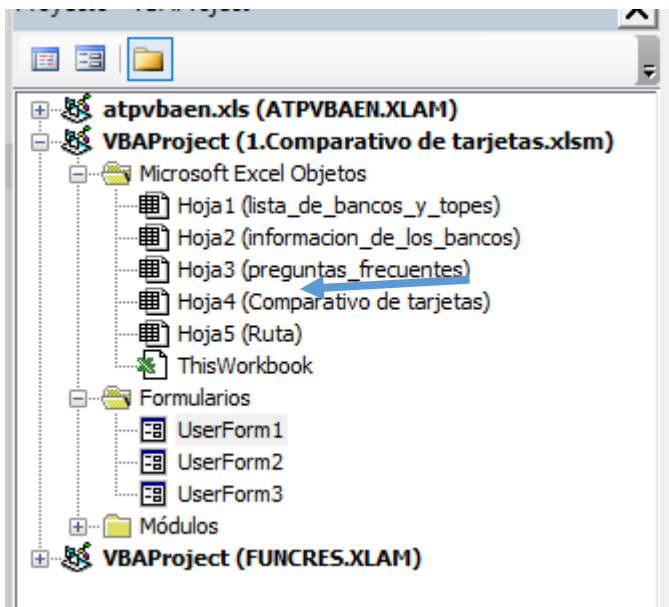 atpvbaen.xls (ATPVBAEN.XLAM)
VBAProject (1.Comparativo de tarjetas.xlsm)
Microsoft Excel Objetos
Hoja1 (lista_de_bancos_y_topes)
Hoja2 (informacion_de_los_bancos)
Hoja3 (preguntas_frecuentes)
Hoja4 (Comparativo de tarjetas)
Hoja5 (Ruta)
ThisWorkbook
Formularios
UserForm1
UserForm2
UserForm3
Módulos
VBAProject (FUNCRES.XLAM)